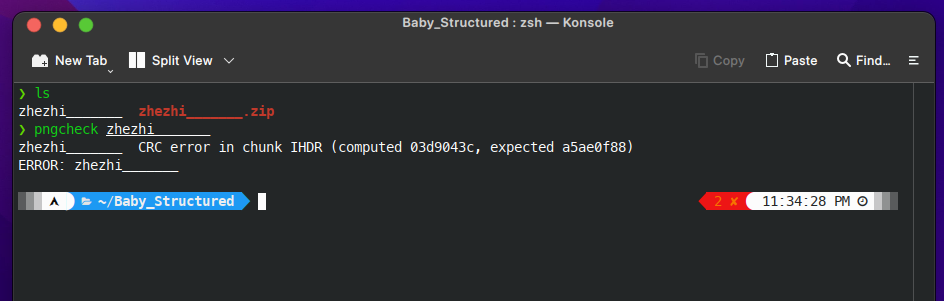 Baby_Structured : zsh — Konsole
New Tab Split View Copy Paste Find...
❯ ls
zhezhi_______ zhezhi_______.zip
❯ pngcheck zhezhi_______
zhezhi_______ CRC error in chunk IHDR (computed 03d9043c, expected a5ae0f88)
ERROR: zhezhi_______
~/Baby_Structured 2 ✘ 11:34:28 PM